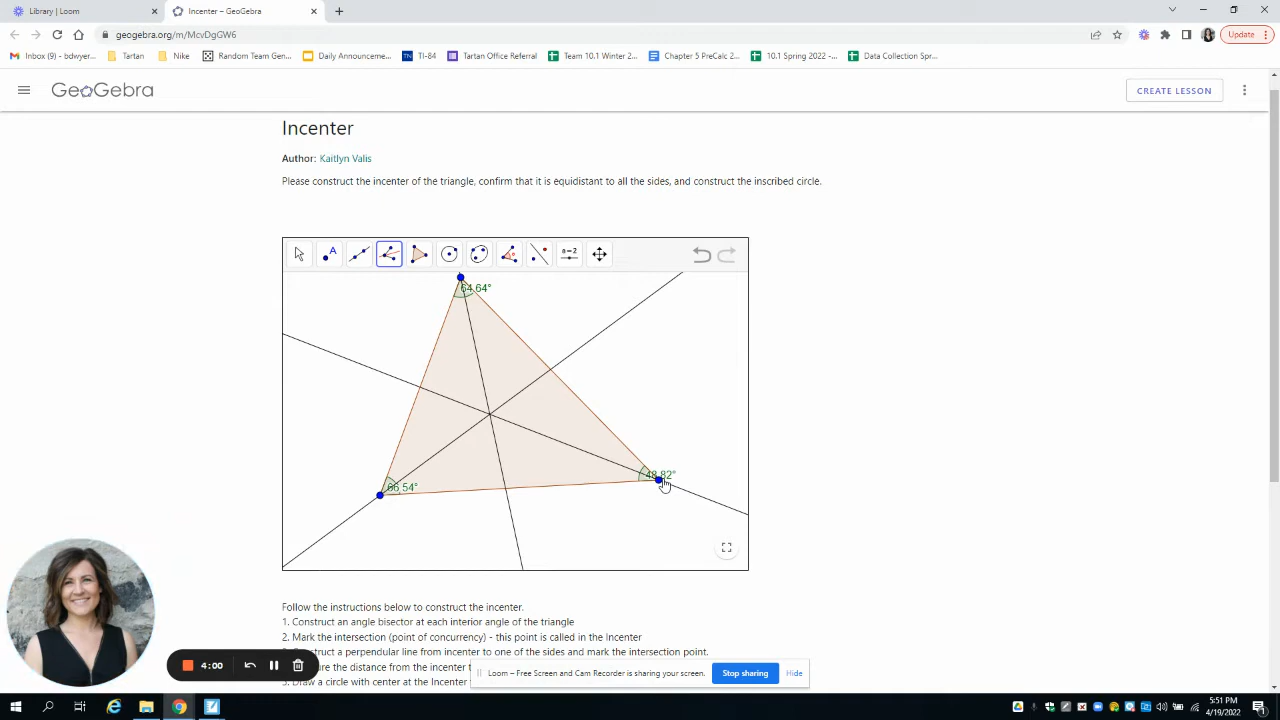 Library | Loom
Incenter – GeoGebra
geogebra.org/m/McvDgGW6
Update
Inbox (9) - bdwyer...
Tartan
Nike
Random Team Gen...
Daily Announceme...
TI-84
Tartan Office Referral
Team 10.1 Winter 2...
Chapter 5 PreCalc 2...
10.1 Spring 2022 -...
Data Collection Spr...
GeoGebra
CREATE LESSON
Incenter
Author: Kaitlyn Valis
Please construct the incenter of the triangle, confirm that it is equidistant to all the sides, and construct the inscribed circle.
A
a=2
64.64°
48.82°
66.54°
Follow the instructions below to construct the incenter.
1. Construct an angle bisector at each interior angle of the triangle
2. Mark the intersection (point of concurrency) - this point is called in the Incenter
a perpendicular line from incenter to one of the sides and mark the intersection point.
the distance from the incenter
Draw a circle with center at the Incenter
4:00
Loom – Free Screen and Cam Recorder is sharing your screen.
Stop sharing
Hide
5:51 PM
4/19/2022